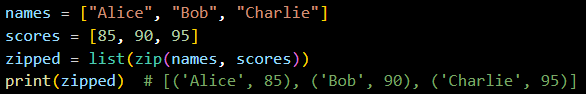 names = ["Alice", "Bob", "Charlie"]
scores = [85, 90, 95]
zipped = list(zip(names, scores))
print(zipped)  # [('Alice', 85), ('Bob', 90), ('Charlie', 95)]